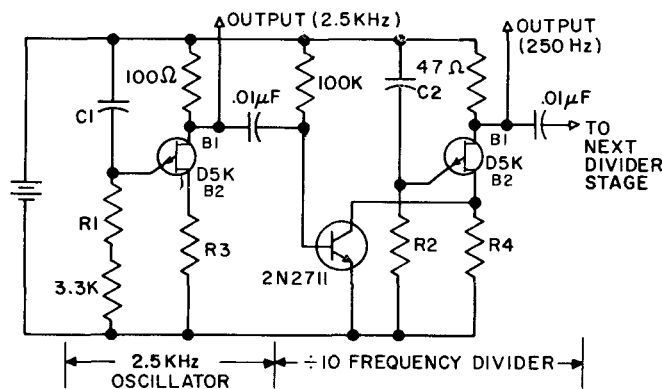 OUTPUT (2.5KHz)
OUTPUT
(250 Hz)
100Ω
.01μF
100K
47Ω
.01μF
C1
C2
B1
D5K
B2
B1
D5K
B2
TO
NEXT
DIVIDER
STAGE
R1
R3
R2
R4
3.3K
2N2711
2.5KHz
OSCILLATOR
÷10 FREQUENCY DIVIDER